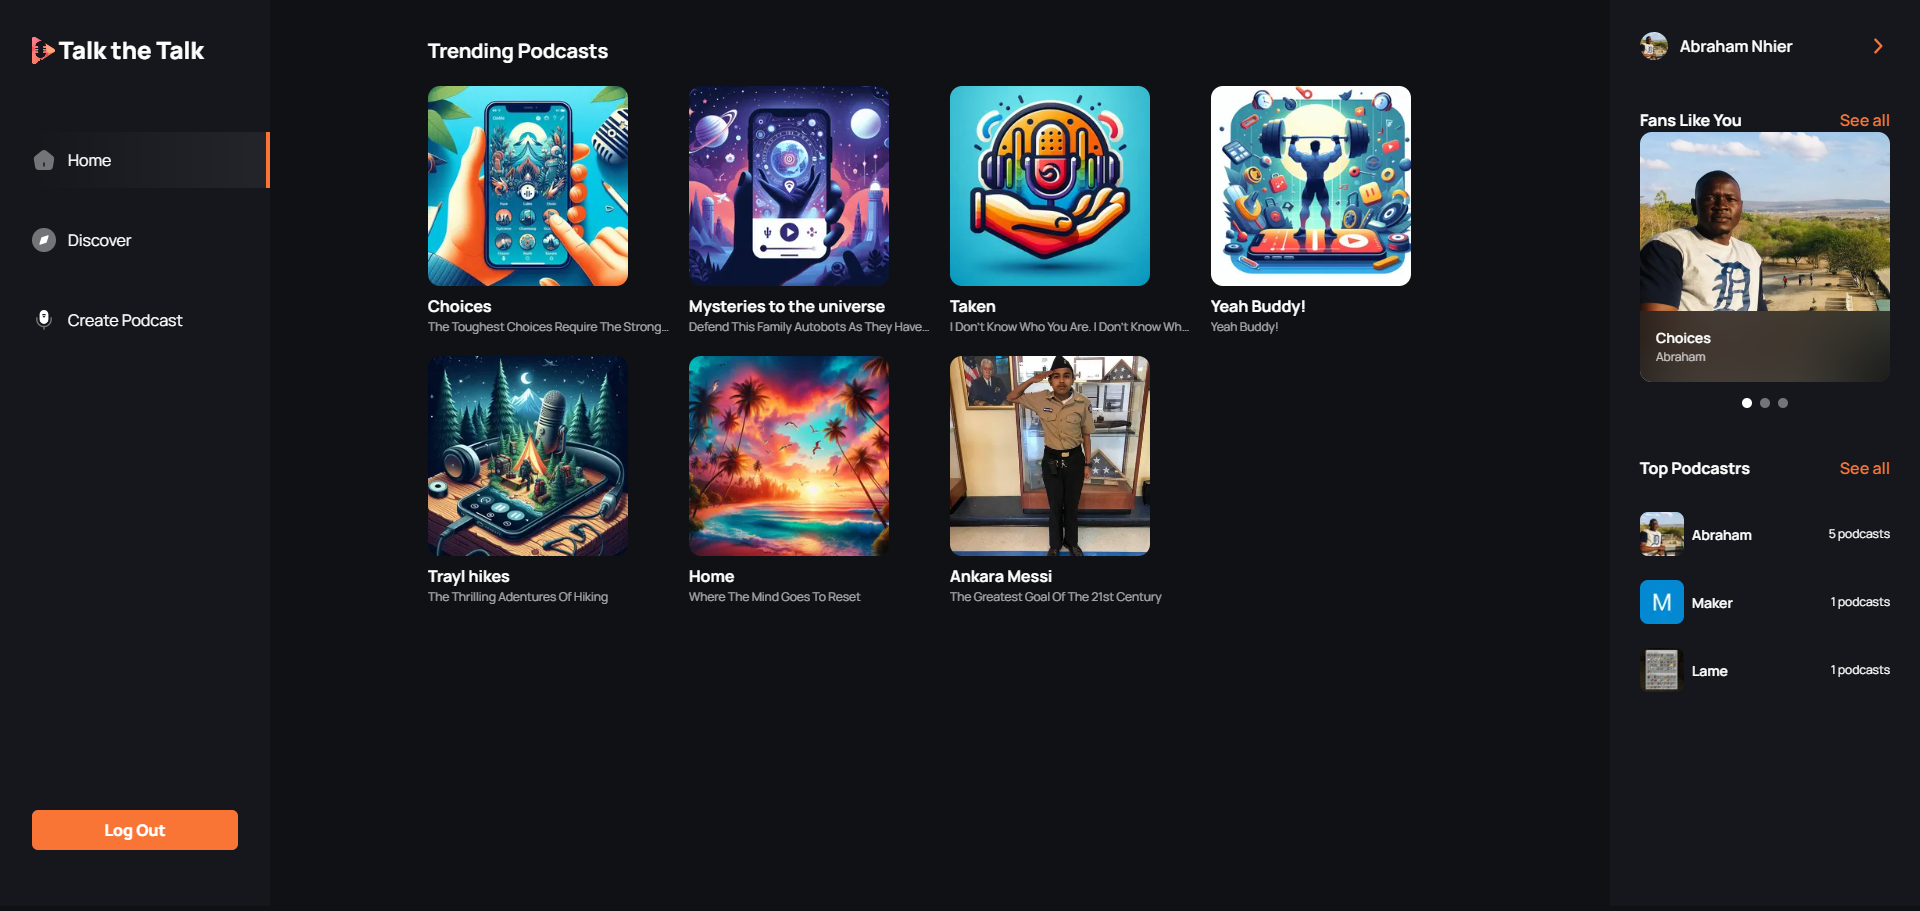 Talk the Talk
Home
Discover
Create Podcast
Log Out
Trending Podcasts
Choices
The Toughest Choices Require The Strong...
Mysteries to the universe
Defend This Family Autobots As They Have...
Taken
I Don't Know Who You Are. I Don't Know Wh...
Yeah Buddy!
Yeah Buddy!
Trayl hikes
The Thrilling Adentures Of Hiking
Home
Where The Mind Goes To Reset
Ankara Messi
The Greatest Goal Of The 21st Century
Abraham Nhier
Fans Like You
See all
D
Choices
Abraham
Top Podcastrs
See all
Abraham
5 podcasts
M
Maker
1 podcasts
Lame
1 podcasts